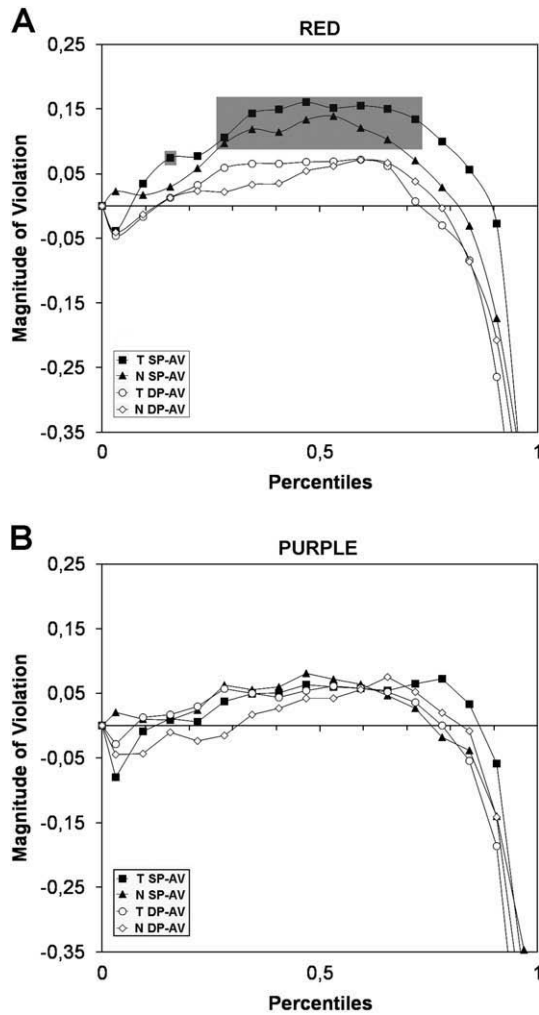 A
RED
0,25
0,15
0,05
-0,05
-0,15
-0,25
-0,35
Magnitude of Violation
T SP-AV
N SP-AV
T DP-AV
N DP-AV
0
0,5
1
Percentiles
B
PURPLE
0,25
0,15
0,05
-0,05
-0,15
-0,25
-0,35
Magnitude of Violation
T SP-AV
N SP-AV
T DP-AV
N DP-AV
0
0,5
1
Percentiles